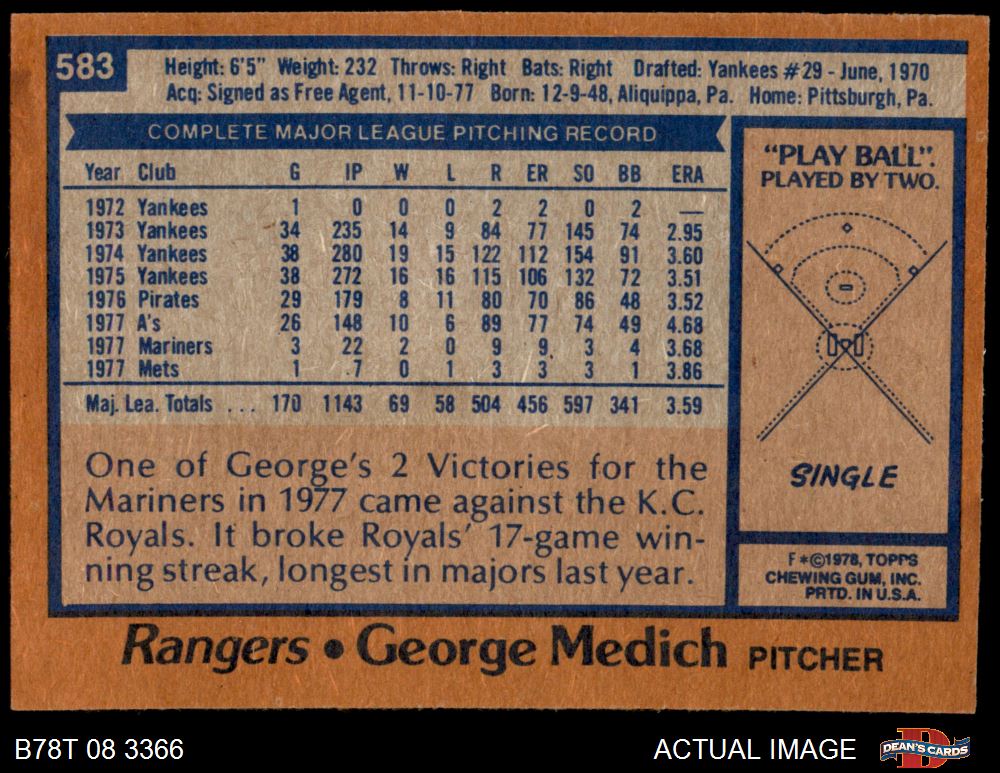 583
Height: 6'5" Weight: 232 Throws: Right Bats: Right Drafted: Yankees #29 - June, 1970
Acq: Signed as Free Agent, 11-10-77 Born: 12-9-48, Aliquippa, Pa. Home: Pittsburgh, Pa.
COMPLETE MAJOR LEAGUE PITCHING RECORD
Year Club G IP W L R ER SO BB ERA
1972 Yankees 1 0 0 0 2 2 0 2 —
1973 Yankees 34 235 14 9 84 77 145 74 2.95
1974 Yankees 38 280 19 15 122 112 154 91 3.60
1975 Yankees 38 272 16 16 115 106 132 72 3.51
1976 Pirates 29 179 8 11 80 70 86 48 3.52
1977 A's 26 148 10 6 89 77 74 49 4.68
1977 Mariners 3 22 2 0 9 9 3 4 3.68
1977 Mets 1 7 0 1 3 3 3 1 3.86
Maj. Lea. Totals ... 170 1143 69 58 504 456 597 341 3.59
One of George's 2 Victories for the
Mariners in 1977 came against the K.C.
Royals. It broke Royals' 17-game win-
ning streak, longest in majors last year.
"PLAY BALL".
PLAYED BY TWO.
SINGLE
F*©1978, TOPPS
CHEWING GUM, INC.
PRTD. IN U.S.A.
Rangers • George Medich PITCHER
B78T 08 3366
ACTUAL IMAGE
DEAN'S CARDS